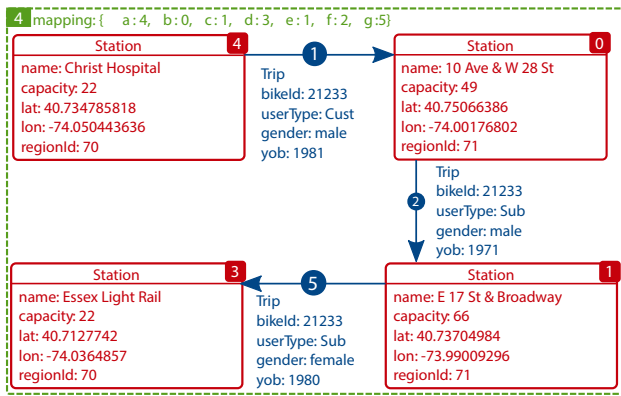 4 mapping:{ a:4, b:0, c:1, d:3, e:1, f:2, g:5}
Station 4
name: Christ Hospital
capacity: 22
lat: 40.734785818
lon: -74.050443636
regionId: 70
1
Trip
bikeId: 21233
userType: Cust
gender: male
yob: 1981
Station 0
name: 10 Ave & W 28 St
capacity: 49
lat: 40.75066386
lon: -74.00176802
regionId: 71
2
Trip
bikeId: 21233
userType: Sub
gender: male
yob: 1971
Station 3
name: Essex Light Rail
capacity: 22
lat: 40.7127742
lon: -74.0364857
regionId: 70
5
Trip
bikeId: 21233
userType: Sub
gender: female
yob: 1980
Station 1
name: E 17 St & Broadway
capacity: 66
lat: 40.73704984
lon: -73.99009296
regionId: 71